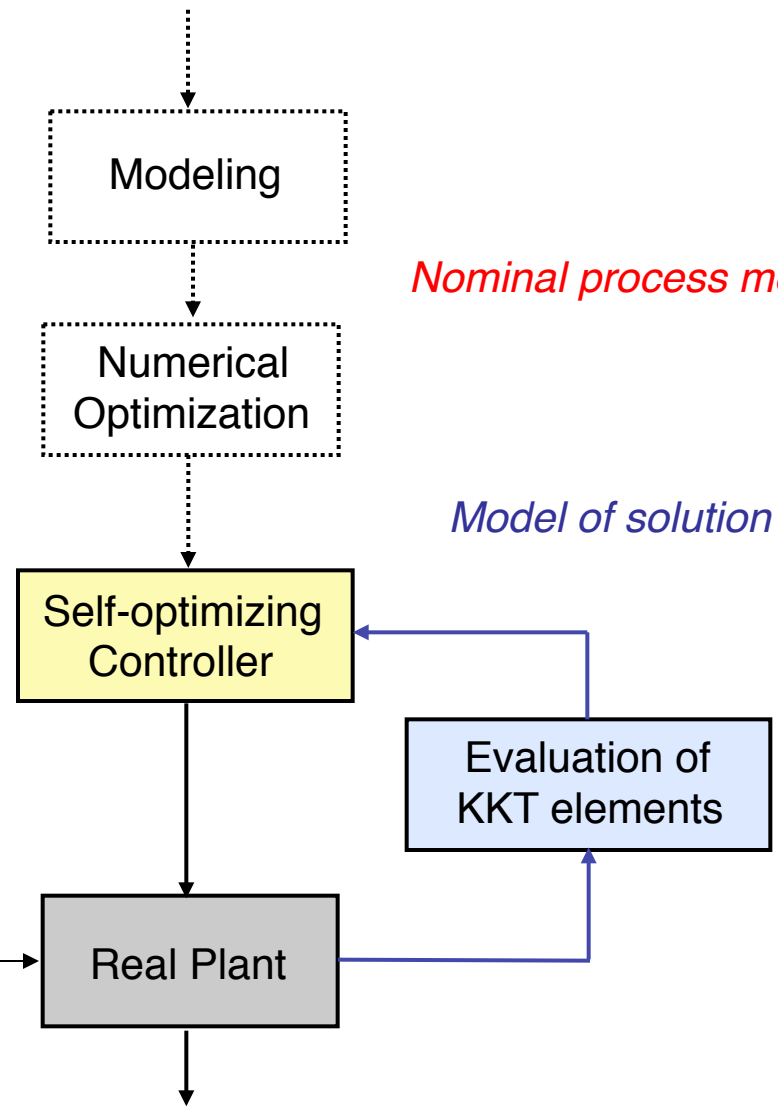 Modeling
Nominal process
Numerical
Optimization
Model of solution
Self-optimizing
Controller
Evaluation of
KKT elements
Real Plant